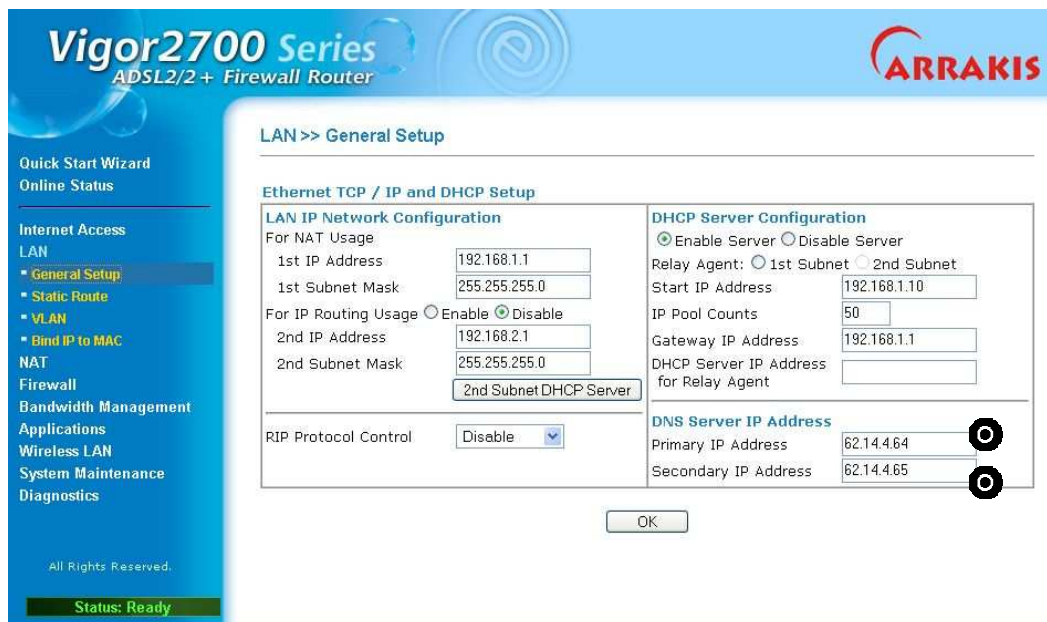 Vigor2700 Series
ADSL2/2+ Firewall Router
ARRAKIS
Quick Start Wizard
Online Status
Internet Access
LAN
General Setup
Static Route
VLAN
Bind IP to MAC
NAT
Firewall
Bandwidth Management
Applications
Wireless LAN
System Maintenance
Diagnostics
All Rights Reserved.
Status: Ready
LAN >> General Setup
Ethernet TCP / IP and DHCP Setup
LAN IP Network Configuration
For NAT Usage
1st IP Address 192.168.1.1
1st Subnet Mask 255.255.255.0
For IP Routing Usage Enable Disable
2nd IP Address 192.168.2.1
2nd Subnet Mask 255.255.255.0
2nd Subnet DHCP Server
RIP Protocol Control Disable
DHCP Server Configuration
Enable Server Disable Server
Relay Agent: 1st Subnet 2nd Subnet
Start IP Address 192.168.1.10
IP Pool Counts 50
Gateway IP Address 192.168.1.1
DHCP Server IP Address
for Relay Agent
DNS Server IP Address
Primary IP Address 62.14.4.64
Secondary IP Address 62.14.4.65
OK